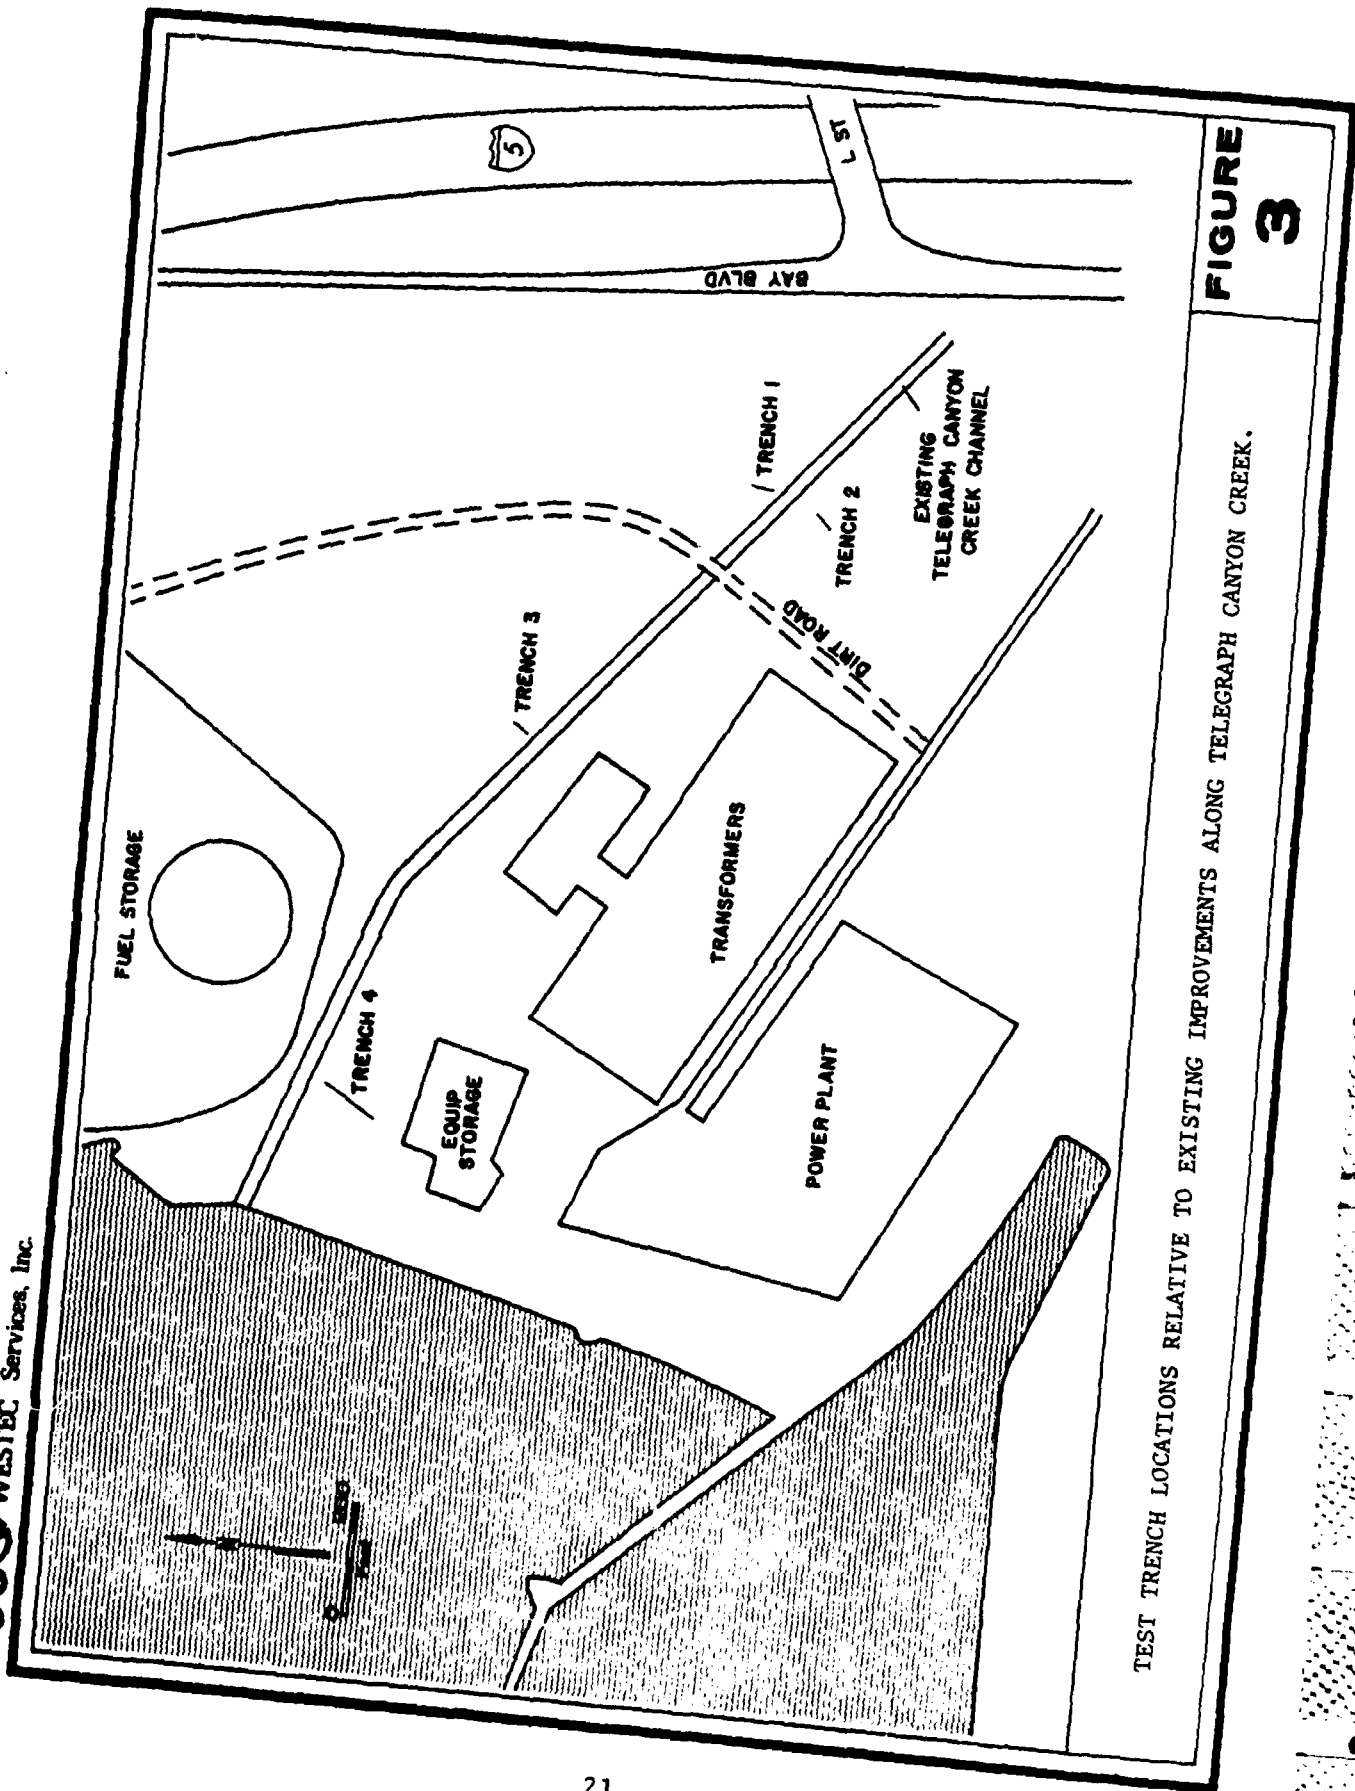 WESTEC Services, Inc.
FUEL STORAGE
5
L ST
BAY BLVD
TRENCH 1
TRENCH 2
TRENCH 3
TRENCH 4
EXISTING
TELEGRAPH CANYON
CREEK CHANNEL
DIRT ROAD
EQUIP
STORAGE
TRANSFORMERS
POWER PLANT
N
0
Feet
TEST TRENCH LOCATIONS RELATIVE TO EXISTING IMPROVEMENTS ALONG TELEGRAPH CANYON CREEK.
FIGURE
3
21